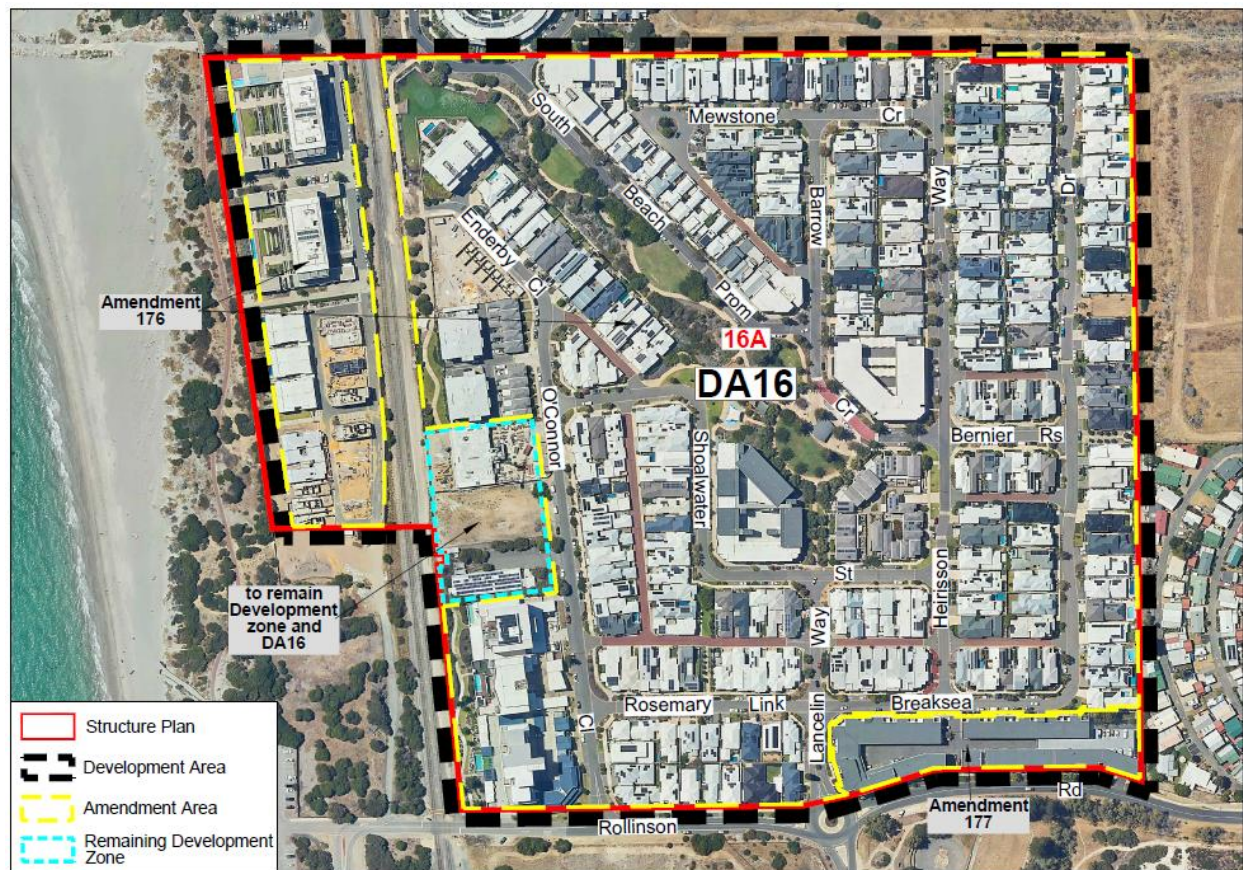 South
Mewstone
Cr
Beach
Barrow
Way
Dr
Enderby
Cl
Prom
Amendment
176
16A
DA16
O'Connor
Cr
Bernier
Rs
Shoalwater
St
Heirisson
to remain
Development
zone and
DA16
Way
Rosemary
Link
Breaksea
Cl
Lancelin
Structure Plan
Development Area
Amendment Area
Remaining Development
Zone
Rollinson
Rd
Amendment
177